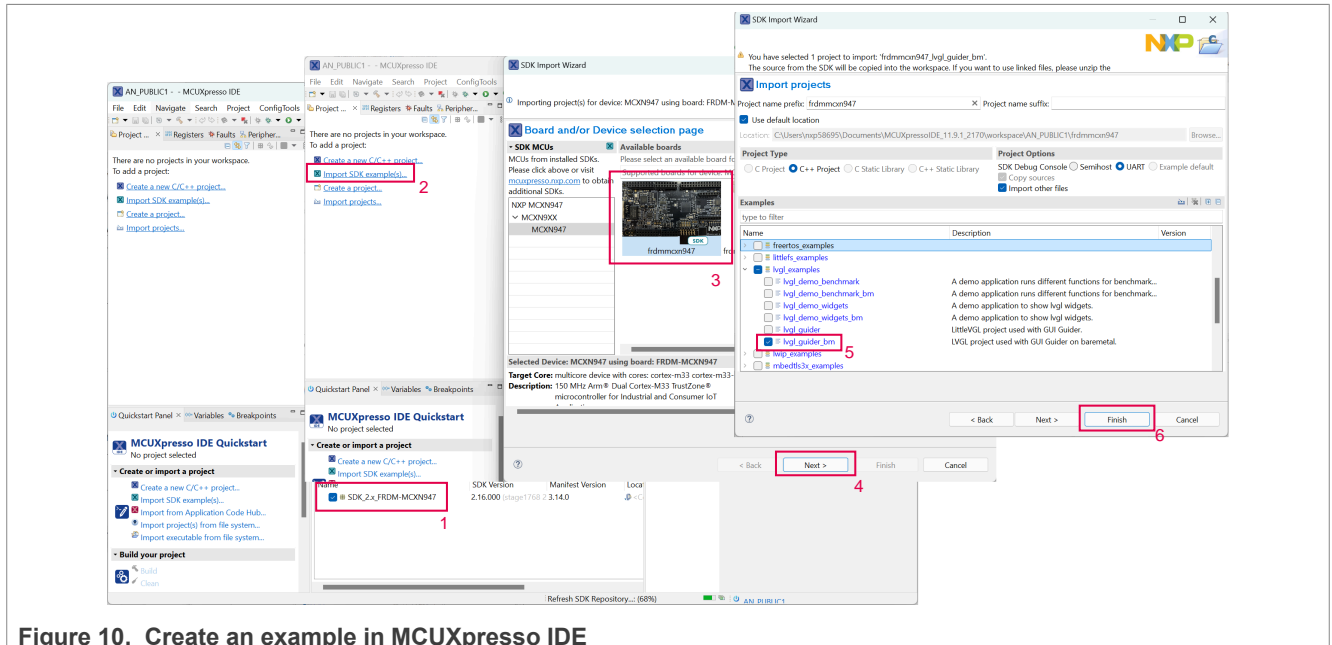 AN_PUBLIC1 - - MCUXpresso IDE
File Edit Navigate Search Project ConfigTools
Project ... × Registers Faults Peripher...
There are no projects in your workspace.
To add a project:
Create a new C/C++ project...
Import SDK example(s)...
Create a project...
Import projects...
Quickstart Panel × Variables Breakpoints
MCUXpresso IDE Quickstart
IDE
No project selected
Create or import a project
Create a new C/C++ project...
Import SDK example(s)...
Import from Application Code Hub...
Import project(s) from file system...
Import executable from file system...
Build your project
Build
Clean
AN_PUBLIC1 - - MCUXpresso IDE
File Edit Navigate Search Project ConfigTools
Project ... × Registers Faults Peripher...
There are no projects in your workspace.
To add a project:
Create a new C/C++ project...
Import SDK example(s)...
2
Create a project...
Import projects...
Quickstart Panel × Variables Breakpoints
MCUXpresso IDE Quickstart
IDE
No project selected
Create or import a project
Create a new C/C++ project...
Import SDK example(s)...
Name SDK Version Manifest Version Loca
SDK_2.x_FRDM-MCXN947 2.16.000 (stage1768 2 3.14.0
1
Refresh SDK Repository...: (68%)
AN_PUBLIC1
SDK Import Wizard
Importing project(s) for device: MCXN947 using board: FRDM-M
Board and/or Device selection page
SDK MCUs
MCUs from installed SDKs.
Please click above or visit
mcuxpresso.nxp.com to obtain
additional SDKs.
NXP MCXN947
MCXN9XX
MCXN947
Available boards
Please select an available board fo
Supported boards for device: M
SDK
frdmmcxn947
3
Selected Device: MCXN947 using board: FRDM-MCXN947
Target Core: multicore device with cores: cortex-m33 cortex-m33-
Description: 150 MHz Arm® Dual Cortex-M33 TrustZone®
microcontroller for Industrial and Consumer IoT
< Back Next > Finish Cancel
4
SDK Import Wizard
NXP
You have selected 1 project to import: 'frdmmcxn947_lvgl_guider_bm'.
The source from the SDK will be copied into the workspace. If you want to use linked files, please unzip the
Import projects
Project name prefix: frdmmcxn947 × Project name suffix:
Use default location
Location: C:\Users\nxp58695\Documents\MCUXpressoIDE_11.9.1_2170\workspace\AN_PUBLIC1\frdmmcxn947 Browse...
Project Type
C Project C++ Project C Static Library C++ Static Library
Project Options
SDK Debug Console Semihost UART Example default
Copy sources
Import other files
Examples
type to filter
Name Description Version
freertos_examples
littlefs_examples
lvgl_examples
lvgl_demo_benchmark A demo application runs different functions for benchmark...
lvgl_demo_benchmark_bm A demo application runs different functions for benchmark...
lvgl_demo_widgets A demo application to show lvgl widgets.
lvgl_demo_widgets_bm A demo application to show lvgl widgets.
lvgl_guider LittleVGL project used with GUI Guider.
lvgl_guider_bm LVGL project used with GUI Guider on baremetal.
5
lwip_examples
mbedtls3x_examples
< Back Next > Finish Cancel
6
Figure 10. Create an example in MCUXpresso IDE